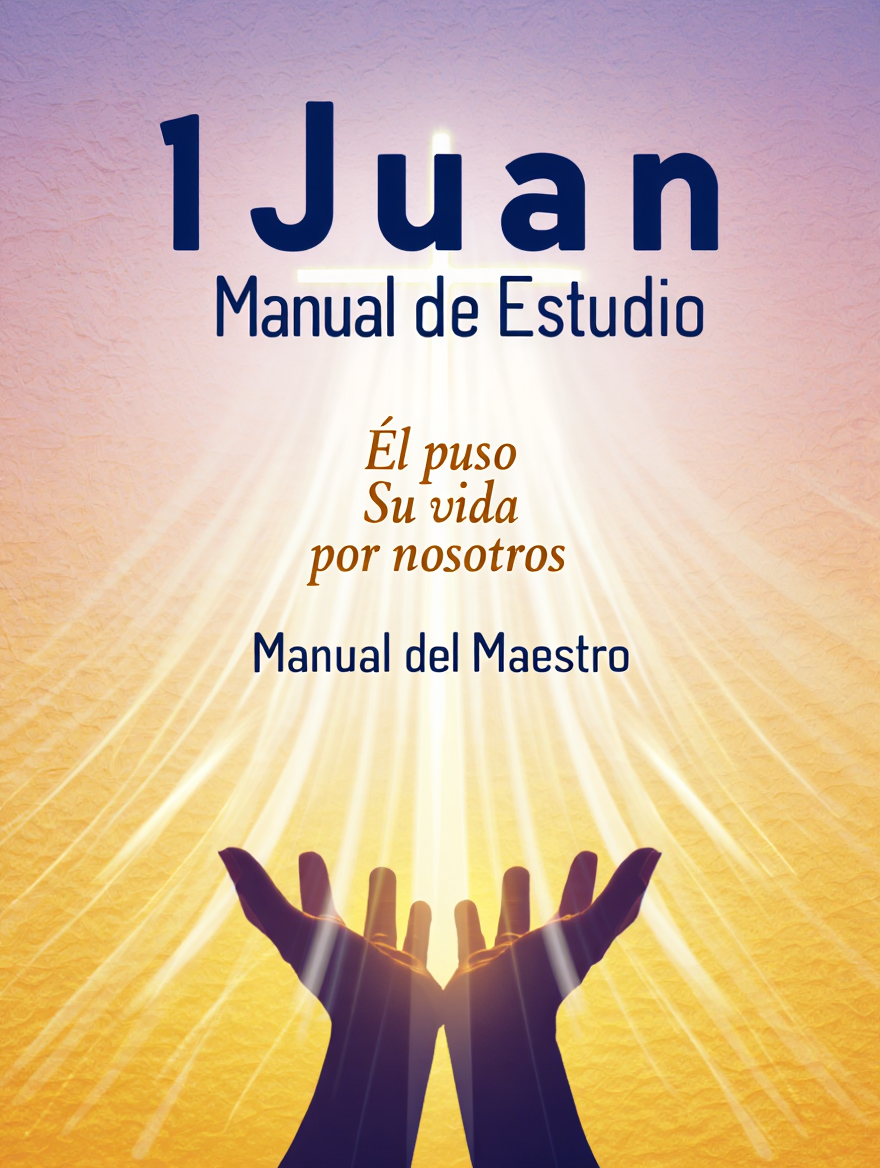 1 Juan
Manual de Estudio
Él puso
Su vida
por nosotros
Manual del Maestro